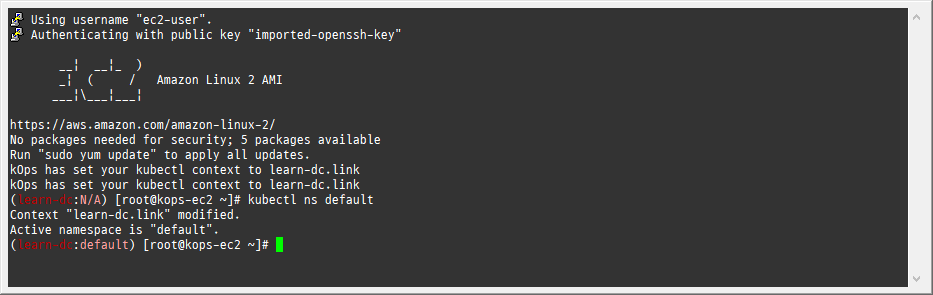 Using username "ec2-user".
Authenticating with public key "imported-openssh-key"
       __|  __|_  )
       _|  (     /   Amazon Linux 2 AMI
      ___|\___|___|
https://aws.amazon.com/amazon-linux-2/
No packages needed for security; 5 packages available
Run "sudo yum update" to apply all updates.
kOps has set your kubectl context to learn-dc.link
kOps has set your kubectl context to learn-dc.link
(learn-dc:N/A) [root@kops-ec2 ~]# kubectl ns default
Context "learn-dc.link" modified.
Active namespace is "default".
(learn-dc:default) [root@kops-ec2 ~]#